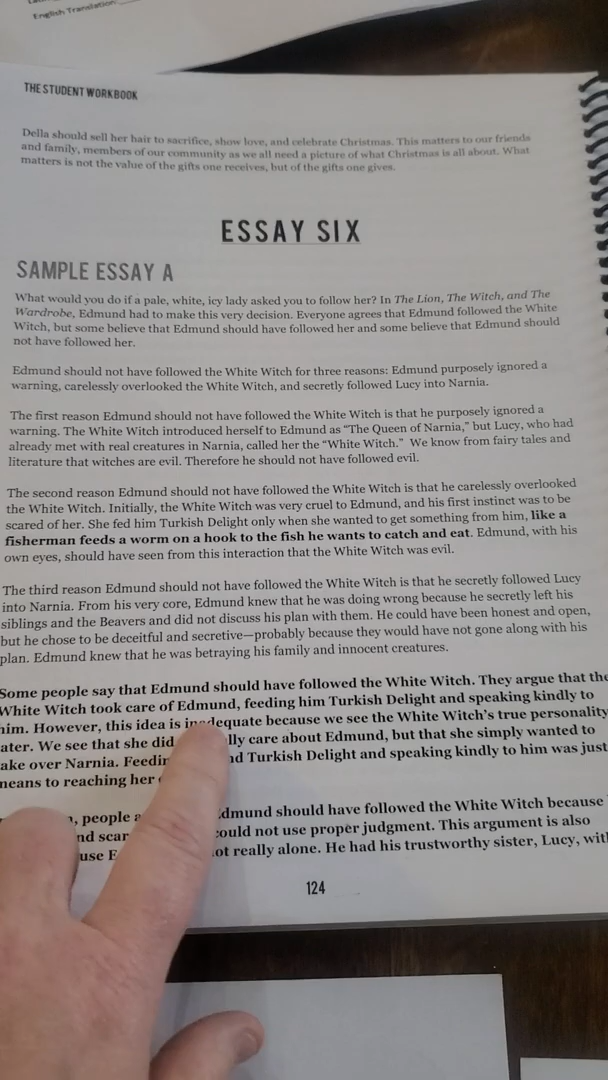 English Translation
THE STUDENT WORKBOOK
Della should sell her hair to sacrifice, show love, and celebrate Christmas. This matters to our friends
and family, members of our community as we all need a picture of what Christmas is all about. What
matters is not the value of the gifts one receives, but of the gifts one gives.
ESSAY SIX
SAMPLE ESSAY A
What would you do if a pale, white, icy lady asked you to follow her? In The Lion, The Witch, and The
Wardrobe, Edmund had to make this very decision. Everyone agrees that Edmund followed the White
Witch, but some believe that Edmund should have followed her and some believe that Edmund should
not have followed her.
Edmund should not have followed the White Witch for three reasons: Edmund purposely ignored a
warning, carelessly overlooked the White Witch, and secretly followed Lucy into Narnia.
The first reason Edmund should not have followed the White Witch is that he purposely ignored a
warning. The White Witch introduced herself to Edmund as "The Queen of Narnia," but Lucy, who had
already met with real creatures in Narnia, called her the "White Witch." We know from fairy tales and
literature that witches are evil. Therefore he should not have followed evil.
The second reason Edmund should not have followed the White Witch is that he carelessly overlooked
the White Witch. Initially, the White Witch was very cruel to Edmund, and his first instinct was to be
scared of her. She fed him Turkish Delight only when she wanted to get something from him, like a
fisherman feeds a worm on a hook to the fish he wants to catch and eat. Edmund, with his
own eyes, should have seen from this interaction that the White Witch was evil.
The third reason Edmund should not have followed the White Witch is that he secretly followed Lucy
into Narnia. From his very core, Edmund knew that he was doing wrong because he secretly left his
siblings and the Beavers and did not discuss his plan with them. He could have been honest and open,
but he chose to be deceitful and secretive—probably because they would have not gone along with his
plan. Edmund knew that he was betraying his family and innocent creatures.
Some people say that Edmund should have followed the White Witch. They argue that the
White Witch took care of Edmund, feeding him Turkish Delight and speaking kindly to
him. However, this idea is inadequate because we see the White Witch's true personality
ater. We see that she did lly care about Edmund, but that she simply wanted to
ake over Narnia. Feedin nd Turkish Delight and speaking kindly to him was just
means to reaching her
, people a Edmund should have followed the White Witch because
nd scar could not use proper judgment. This argument is also
use E ot really alone. He had his trustworthy sister, Lucy, wit
124